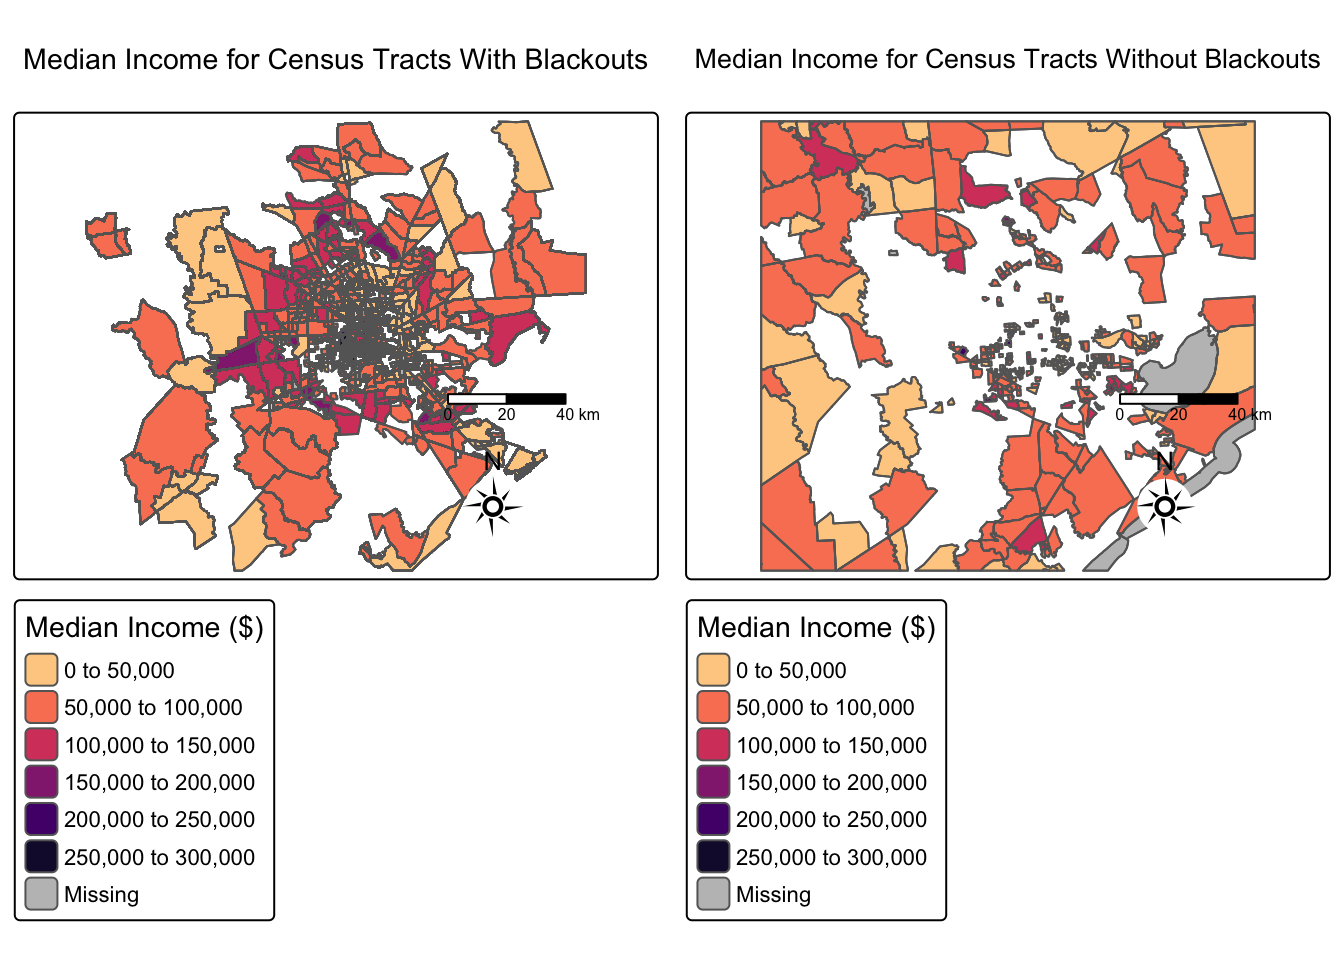 Median Income for Census Tracts With Blackouts
0 20 40 km
N
Median Income ($)
0 to 50,000
50,000 to 100,000
100,000 to 150,000
150,000 to 200,000
200,000 to 250,000
250,000 to 300,000
Missing
Median Income for Census Tracts Without Blackouts
0 20 40 km
N
Median Income ($)
0 to 50,000
50,000 to 100,000
100,000 to 150,000
150,000 to 200,000
200,000 to 250,000
250,000 to 300,000
Missing